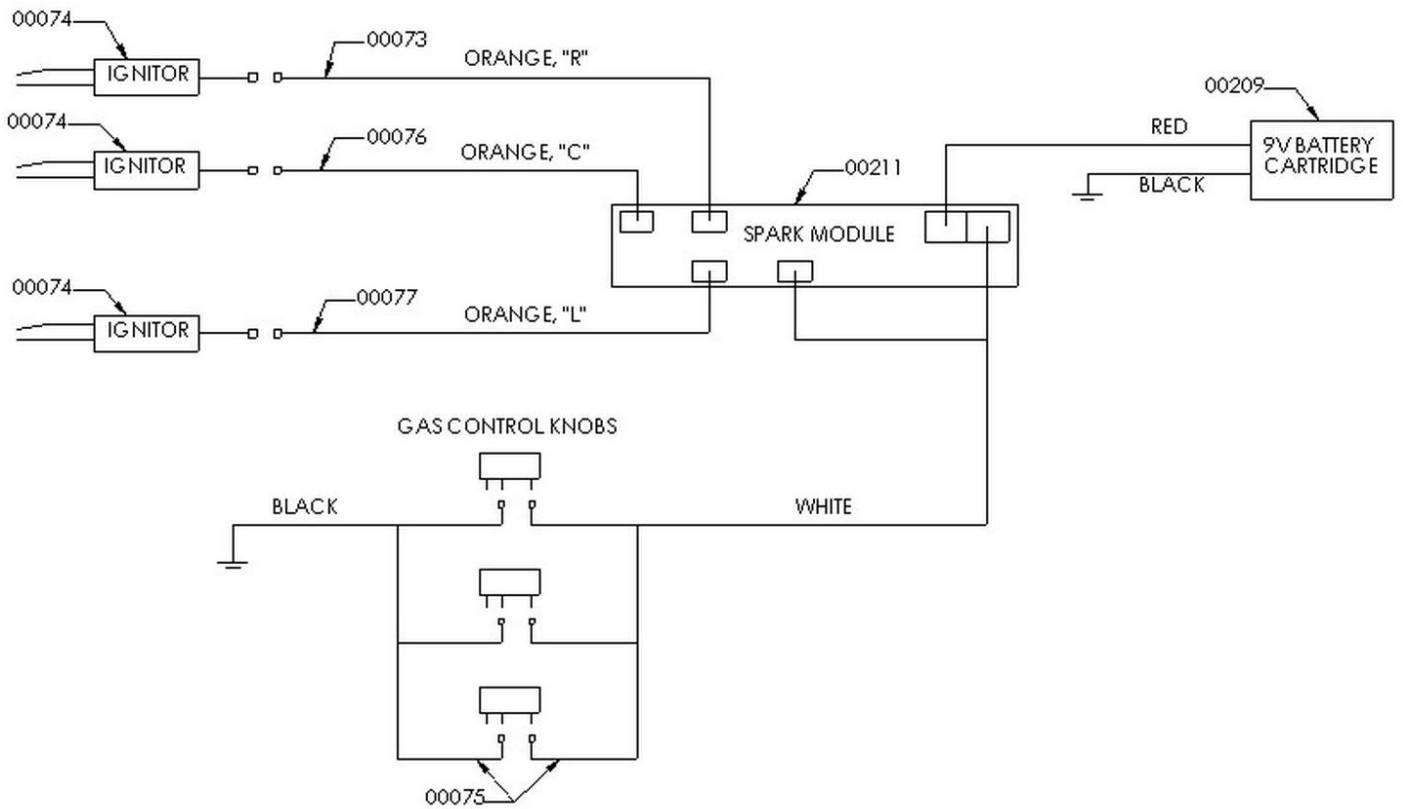 00074
IGNITOR
00073
ORANGE, "R"
00074
IGNITOR
00076
ORANGE, "C"
00209
RED
9V BATTERY
CARTRIDGE
BLACK
00211
SPARK MODULE
00074
IGNITOR
00077
ORANGE, "L"
GAS CONTROL KNOBS
BLACK
WHITE
00075